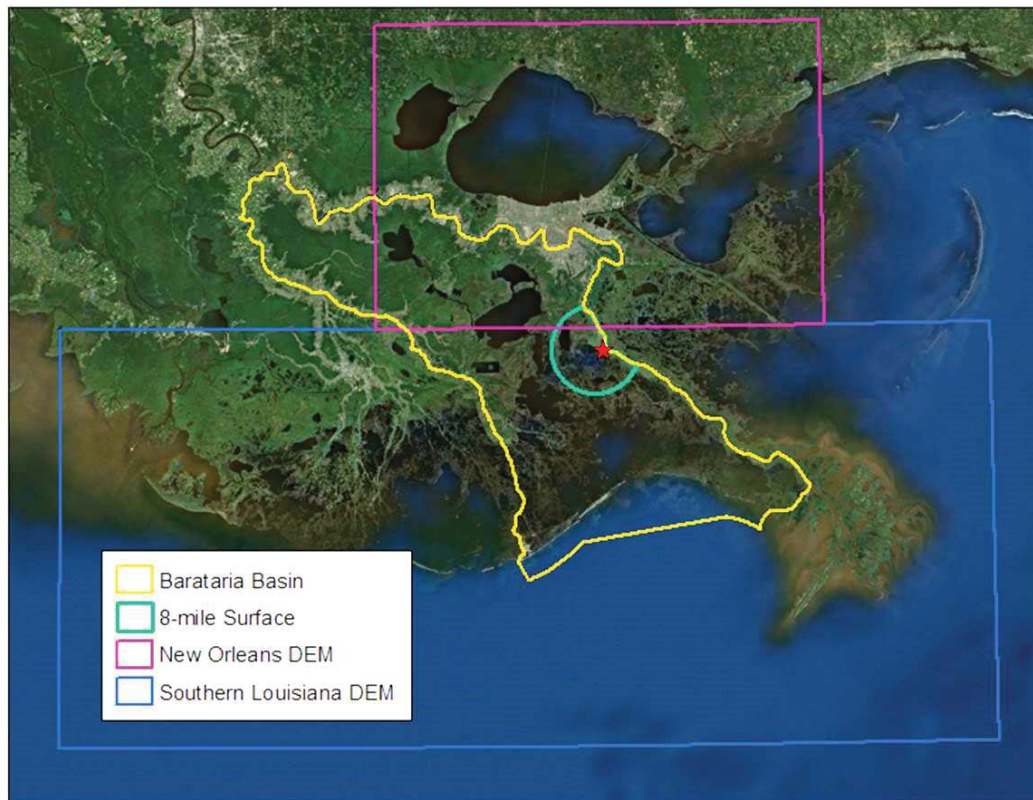 Barataria Basin
8-mile Surface
New Orleans DEM
Southern Louisiana DEM